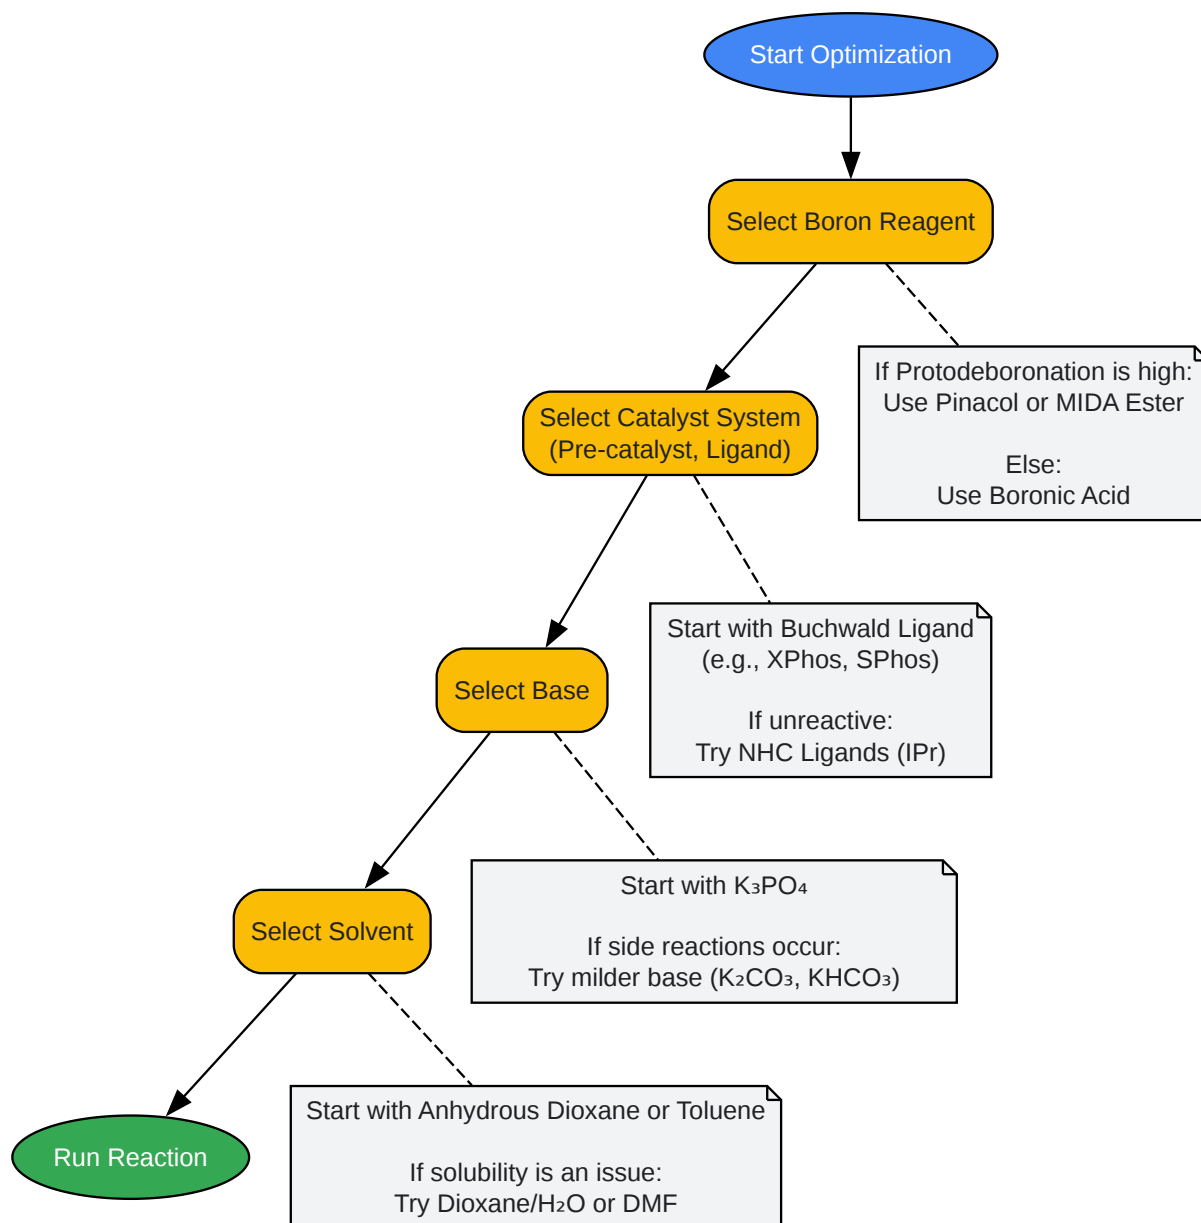 Start Optimization
Select Boron Reagent
If Protodeboronation is high:
Use Pinacol or MIDA Ester
Else:
Use Boronic Acid
Select Catalyst System
(Pre-catalyst, Ligand)
Start with Buchwald Ligand
(e.g., XPhos, SPhos)
If unreactive:
Try NHC Ligands (IPr)
Select Base
Start with K₃PO₄
If side reactions occur:
Try milder base (K₂CO₃, KHCO₃)
Select Solvent
Start with Anhydrous Dioxane or Toluene
If solubility is an issue:
Try Dioxane/H₂O or DMF
Run Reaction